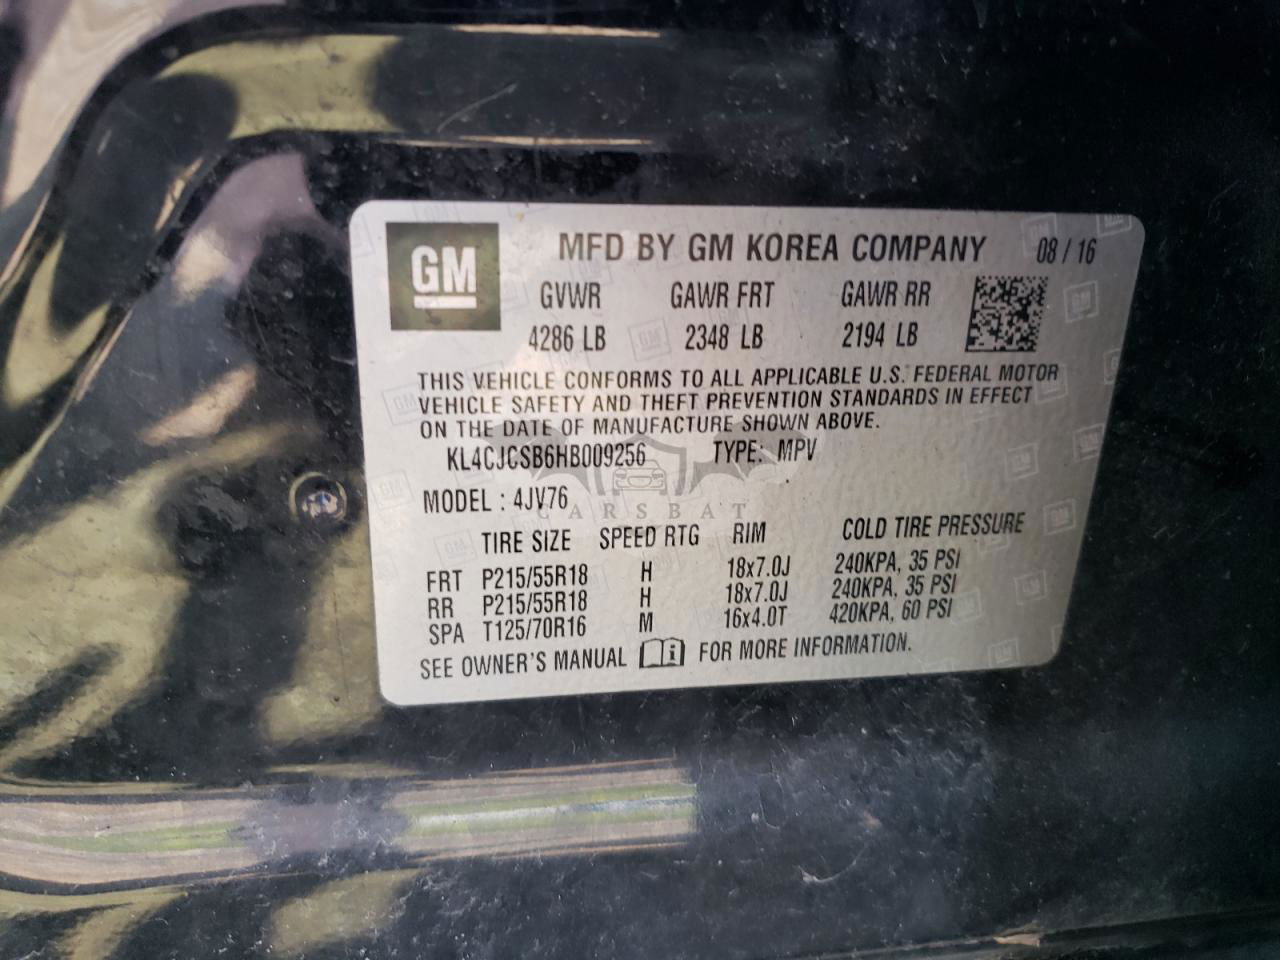 GM MFD BY GM KOREA COMPANY 08 / 16
GVWR GAWR FRT GAWR RR
4286 LB 2348 LB 2194 LB
THIS VEHICLE CONFORMS TO ALL APPLICABLE U.S. FEDERAL MOTOR
VEHICLE SAFETY AND THEFT PREVENTION STANDARDS IN EFFECT
ON THE DATE OF MANUFACTURE SHOWN ABOVE.
KL4CJCSB6HB009256 TYPE: MPV
MODEL : 4JV76
CARSBAT
TIRE SIZE SPEED RTG RIM COLD TIRE PRESSURE
FRT P215/55R18 H 18x7.0J 240KPA, 35 PSI
RR P215/55R18 H 18x7.0J 240KPA, 35 PSI
SPA T125/70R16 M 16x4.0T 420KPA, 60 PSI
SEE OWNER'S MANUAL i FOR MORE INFORMATION.